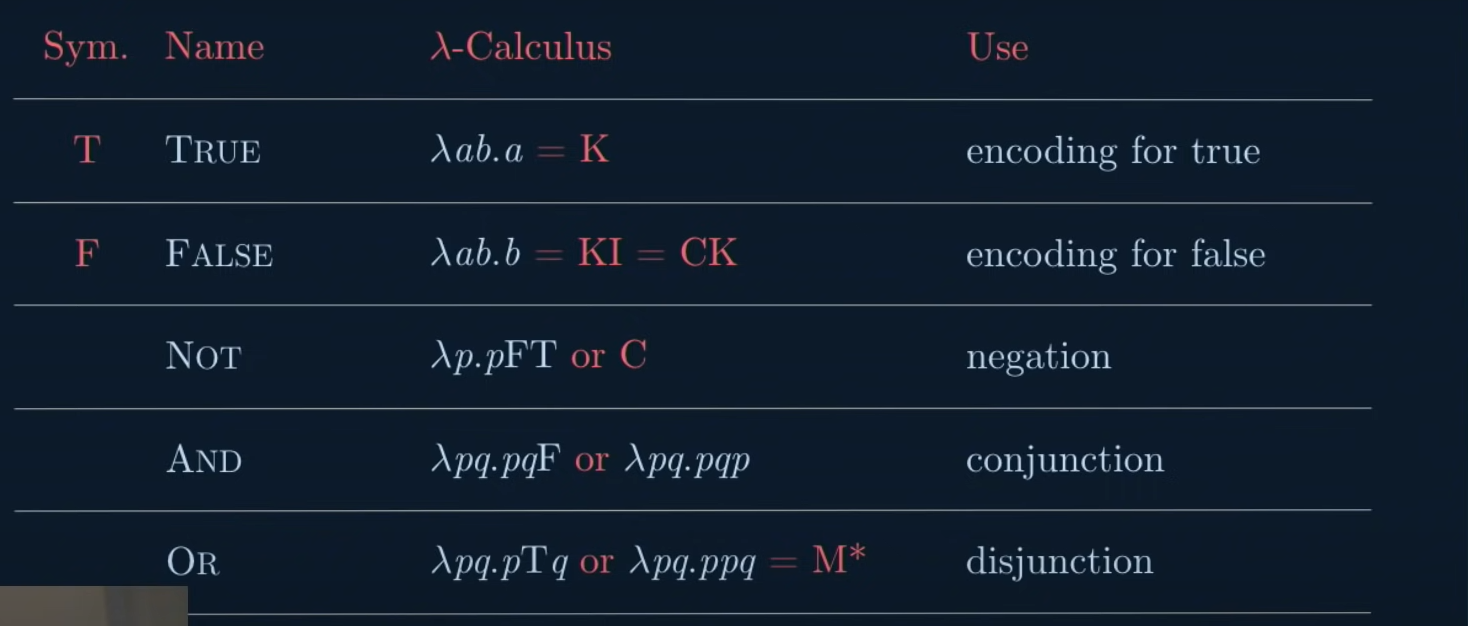 Sym. Name λ-Calculus Use
T TRUE λab.a = K encoding for true
F FALSE λab.b = KI = CK encoding for false
NOT λp.pFT or C negation
AND λpq.pqF or λpq.pqp conjunction
OR λpq.pTq or λpq.ppq = M* disjunction